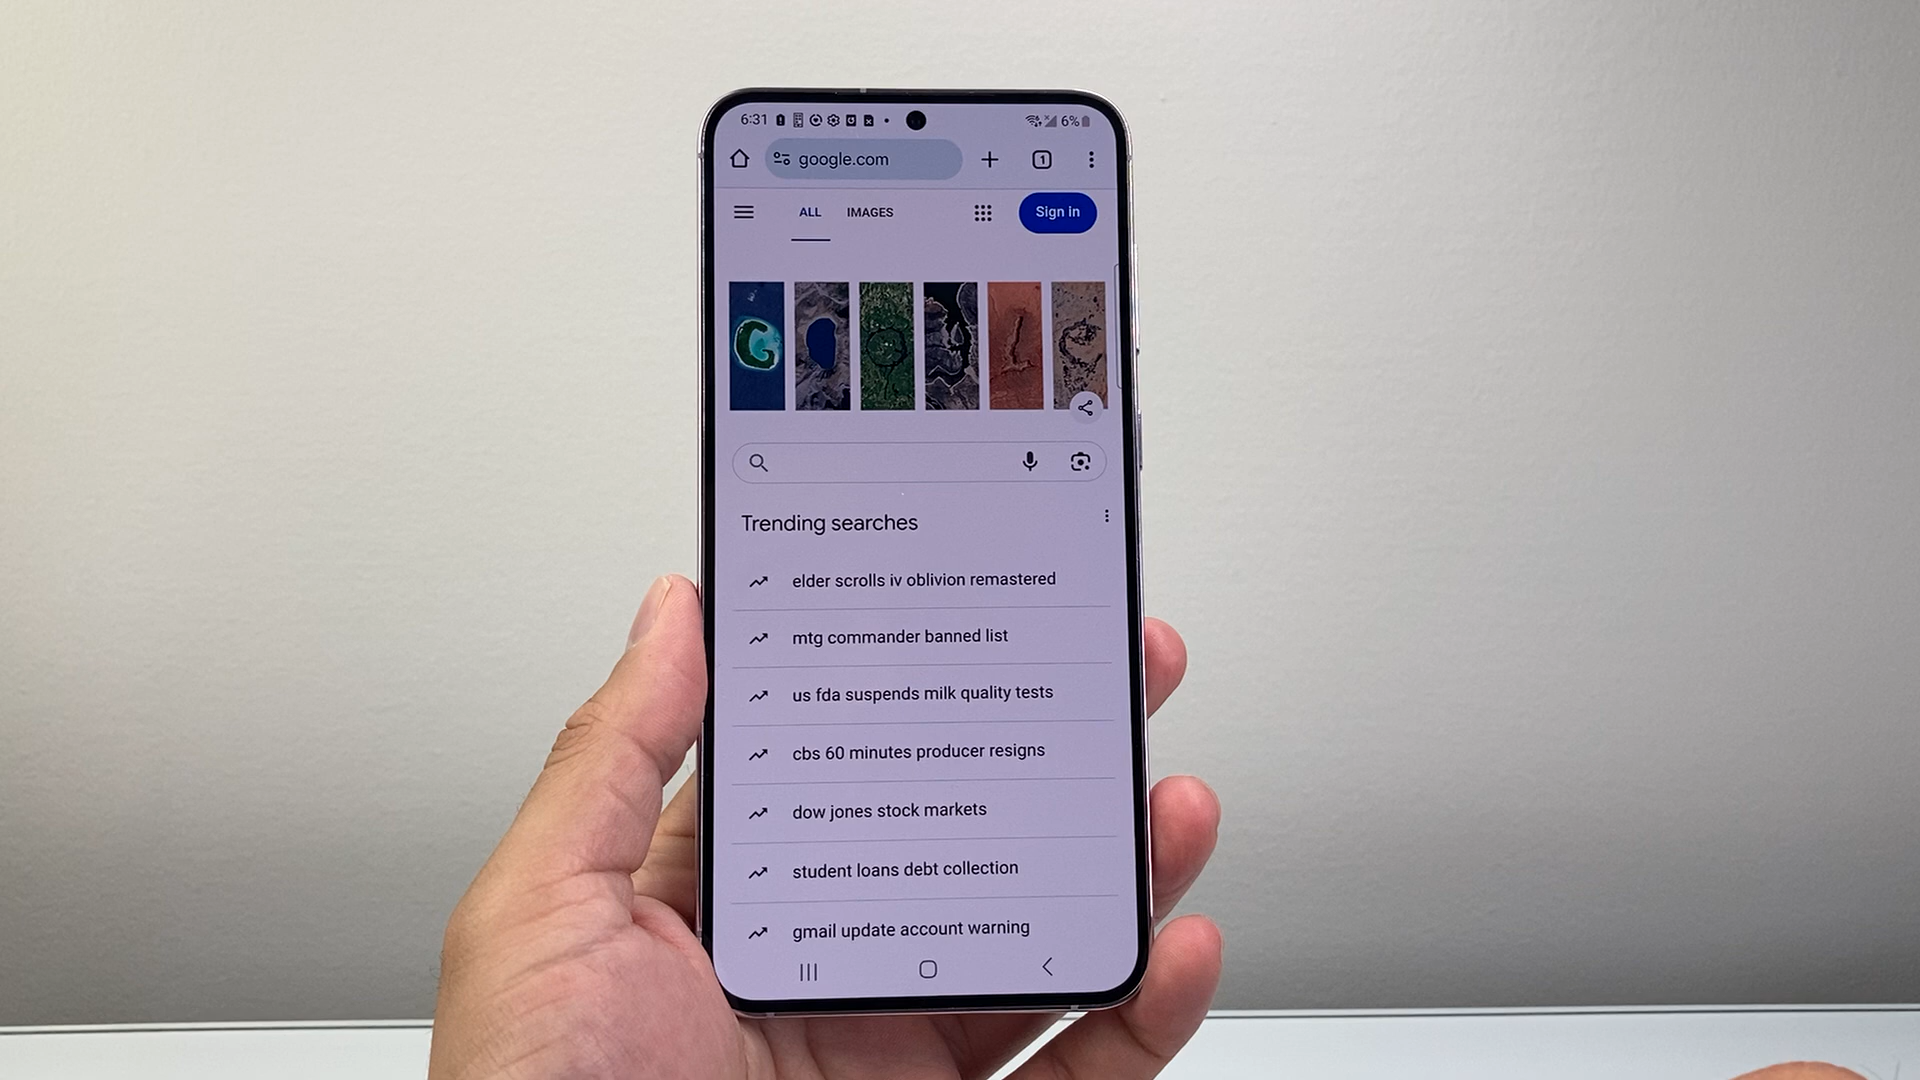 6:31 6%
google.com 1
ALL IMAGES Sign in
Trending searches
elder scrolls iv oblivion remastered
mtg commander banned list
us fda suspends milk quality tests
cbs 60 minutes producer resigns
dow jones stock markets
student loans debt collection
gmail update account warning